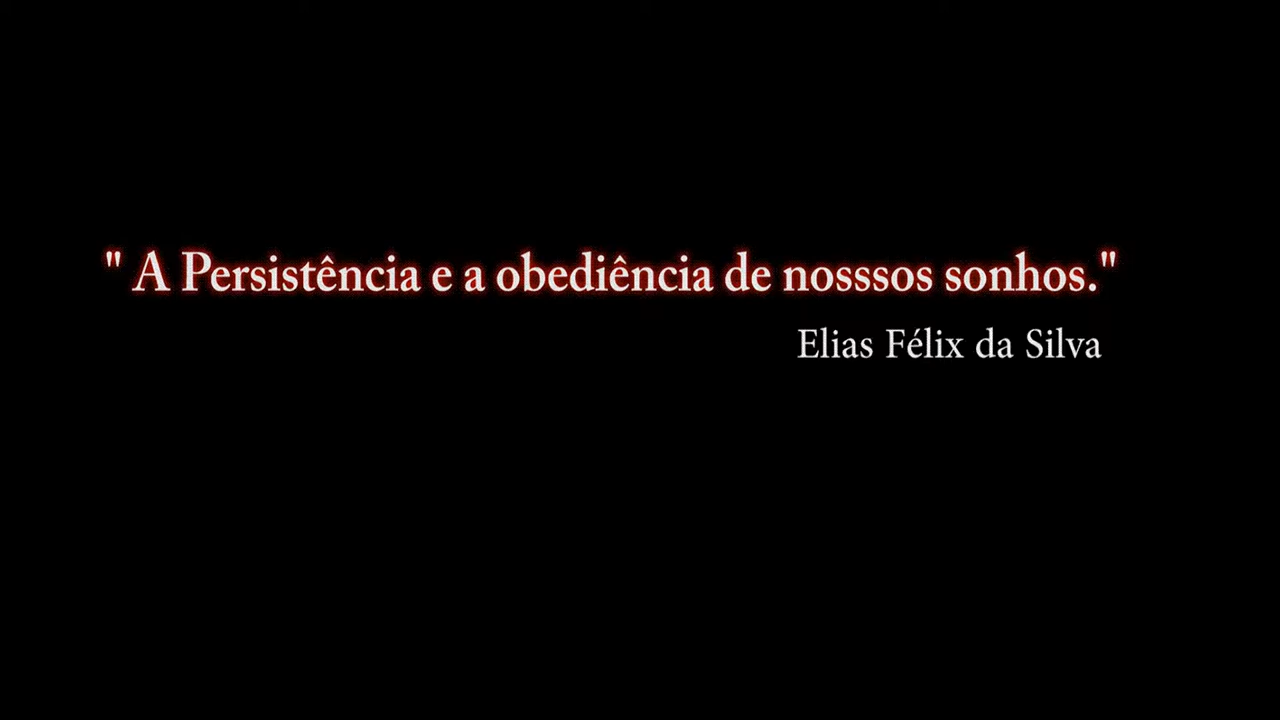 " A Persistência e a obediência de nosssos sonhos."
Elias Félix da Silva